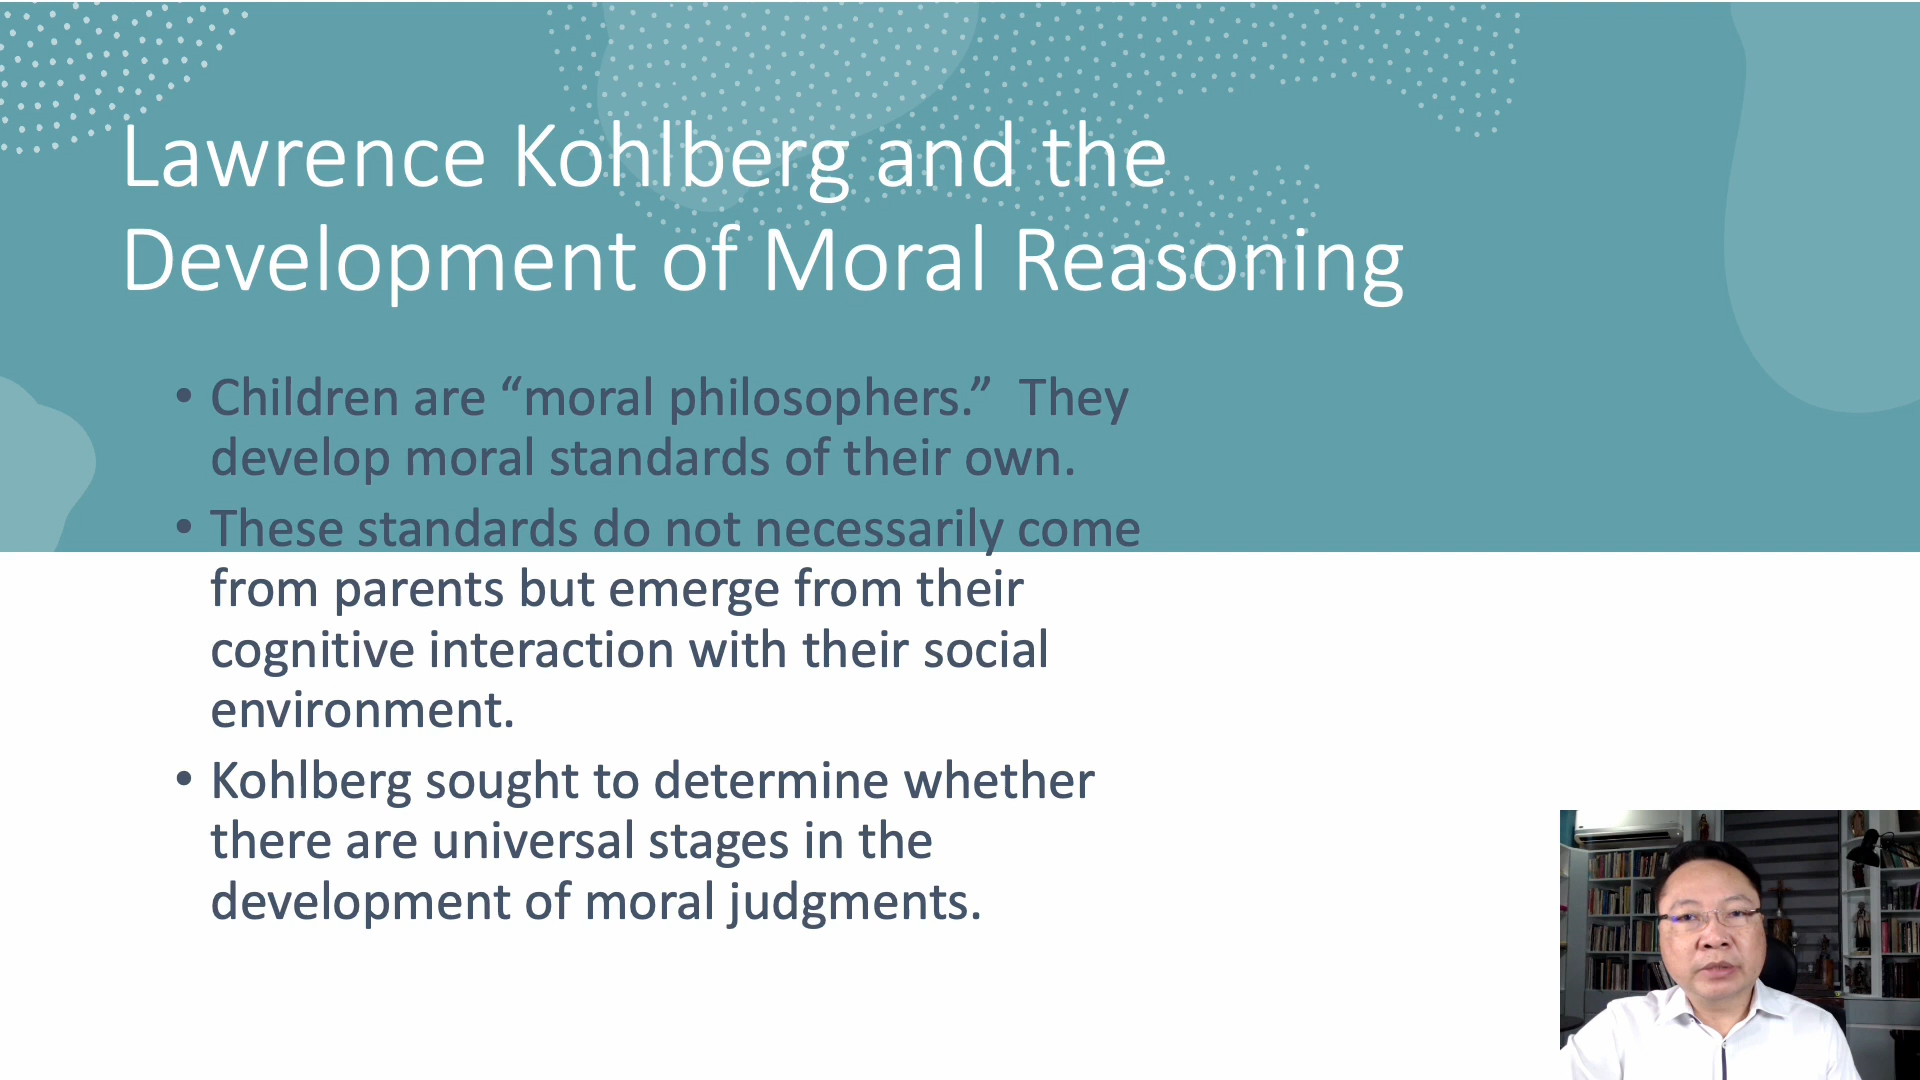 Lawrence Kohlberg and the
Development of Moral Reasoning
• Children are “moral philosophers.”  They
develop moral standards of their own.
• These standards do not necessarily come
from parents but emerge from their
cognitive interaction with their social
environment.
• Kohlberg sought to determine whether
there are universal stages in the
development of moral judgments.